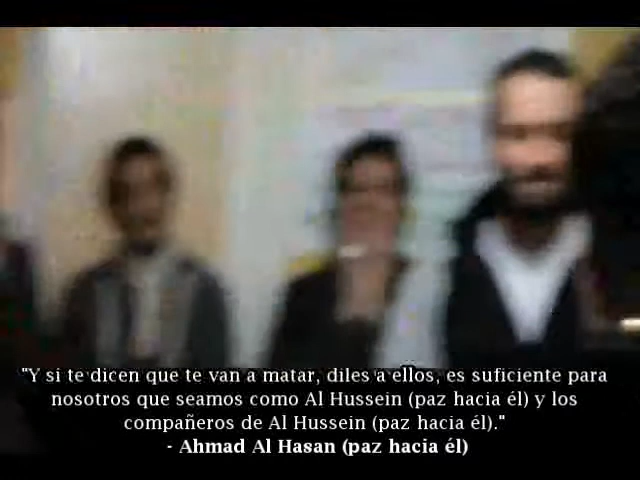 "Y si te dicen que te van a matar, diles a ellos, es suficiente para
nosotros que seamos como Al Hussein (paz hacia él) y los
compañeros de Al Hussein (paz hacia él)."
- Ahmad Al Hasan (paz hacia él)